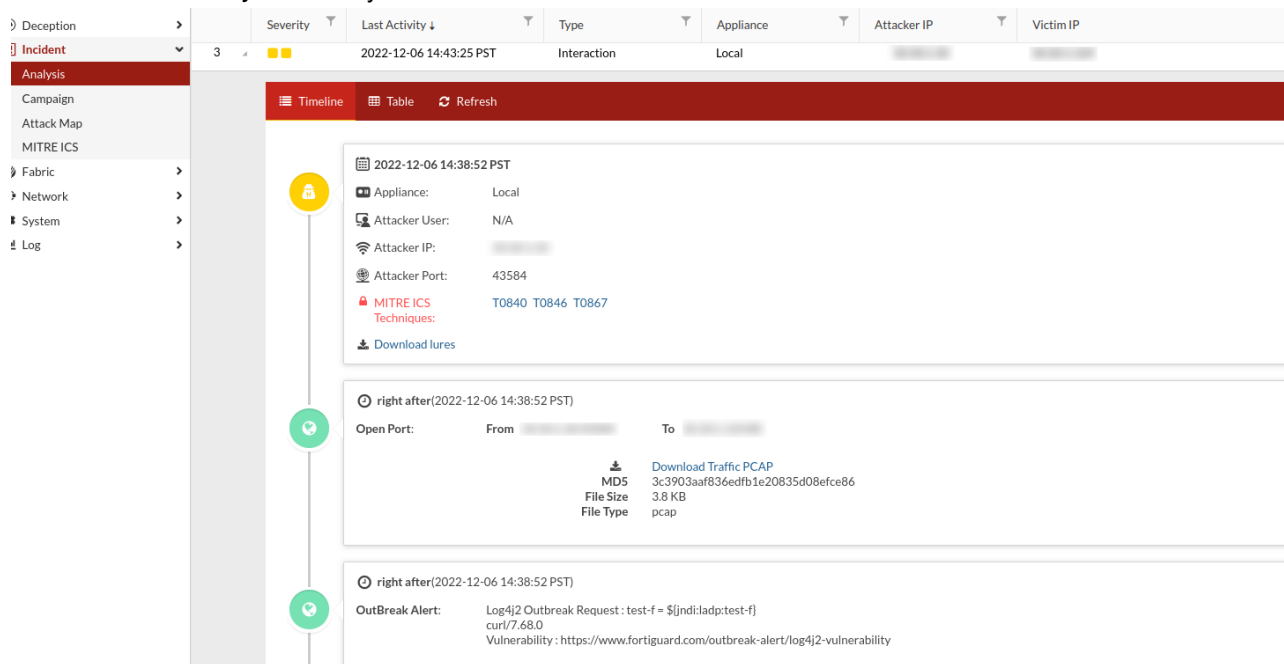 Deception
Incident
Analysis
Campaign
Attack Map
MITRE ICS
Fabric
Network
System
Log
Severity Last Activity ↓ Type Appliance Attacker IP Victim IP
3 2022-12-06 14:43:25 PST Interaction Local
Timeline Table Refresh
2022-12-06 14:38:52 PST
Appliance: Local
Attacker User: N/A
Attacker IP:
Attacker Port: 43584
MITRE ICS T0840 T0846 T0867
Techniques:
Download lures
right after(2022-12-06 14:38:52 PST)
Open Port: From To
Download Traffic PCAP
MD5 3c3903aaf836edfb1e20835d08efce86
File Size 3.8 KB
File Type pcap
right after(2022-12-06 14:38:52 PST)
OutBreak Alert: Log4j2 Outbreak Request : test-f = ${jndi:ladp:test-f}
curl/7.68.0
Vulnerability : https://www.fortiguard.com/outbreak-alert/log4j2-vulnerability